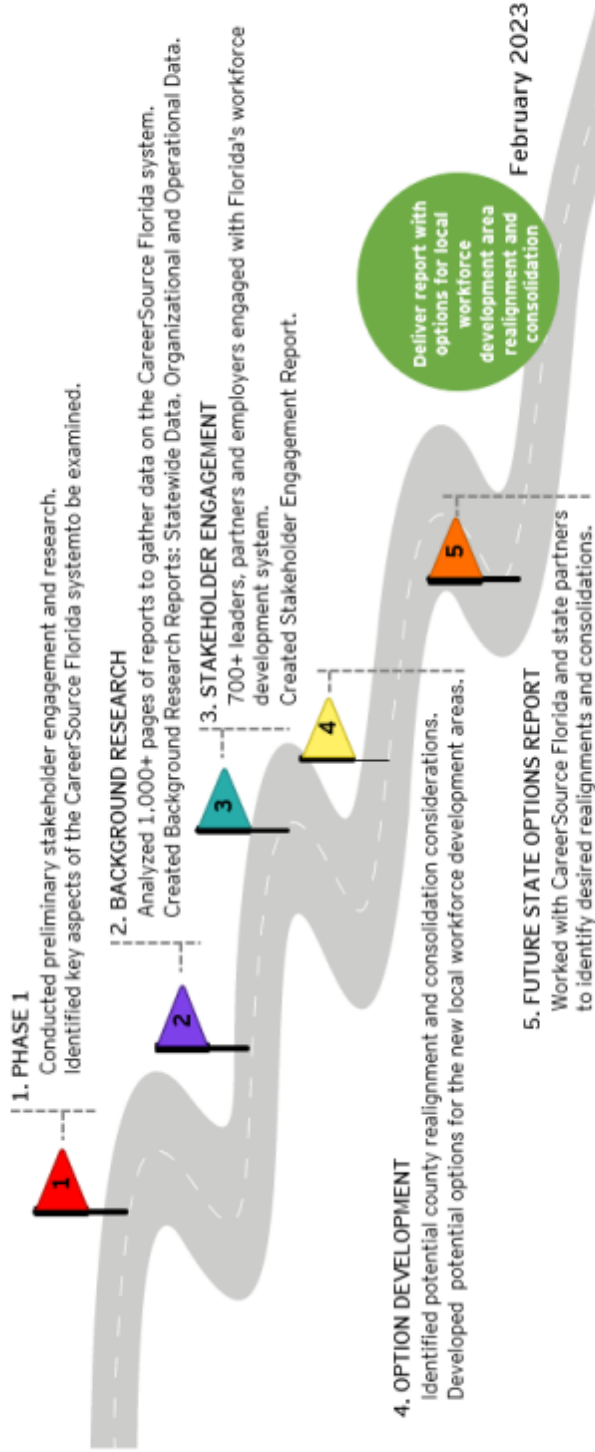 1
1. PHASE 1
Conducted preliminary stakeholder engagement and research.
Identified key aspects of the CareerSource Florida systemto be examined.
2
2. BACKGROUND RESEARCH
Analyzed 1,000+ pages of reports to gather data on the CareerSource Florida system.
Created Background Research Reports: Statewide Data, Organizational and Operational Data.
3
3. STAKEHOLDER ENGAGEMENT
700+ leaders, partners and employers engaged with Florida's workforce
development system.
Created Stakeholder Engagement Report.
4
4. OPTION DEVELOPMENT
Identified potential county realignment and consolidation considerations.
Developed potential options for the new local workforce development areas.
5
5. FUTURE STATE OPTIONS REPORT
Worked with CareerSource Florida and state partners
to identify desired realignments and consolidations.
Deliver report with
options for local
workforce
development area
realignment and
consolidation
February 2023